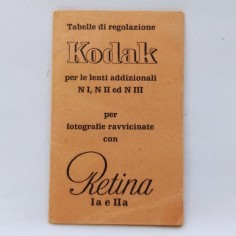 Tabelle di regolazione
Kodak
per le lenti addizionali
N I, N II ed N III
per
fotografie ravvicinate
con
Retina
Ia e IIa